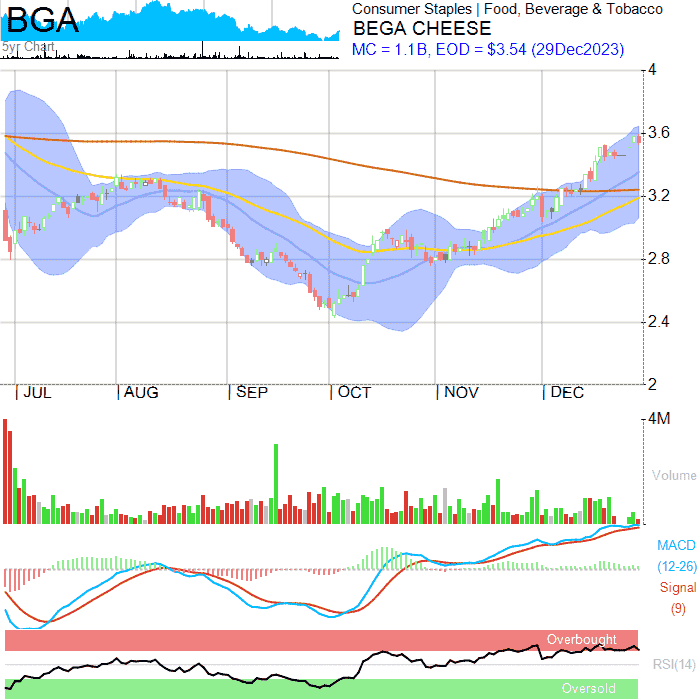 BGA
5yr Chart
Consumer Staples | Food, Beverage & Tobacco
BEGA CHEESE
MC = 1.1B, EOD = $3.54 (29Dec2023)
4
3.6
3.2
2.8
2.4
2
| JUL | AUG | SEP | OCT | NOV | DEC
4M
Volume
MACD
(12-26)
Signal
(9)
Overbought
RSI(14)
Oversold